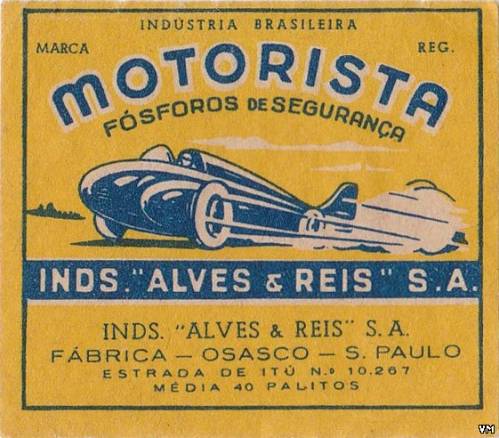 INDÚSTRIA BRASILEIRA
MARCA REG.
MOTORISTA
FÓSFOROS DE SEGURANÇA
INDS. "ALVES & REIS" S.A.
INDS. "ALVES & REIS" S.A.
FÁBRICA — OSASCO — S. PAULO
ESTRADA DE ITÚ N.º 10.267
MÉDIA 40 PALITOS
VM